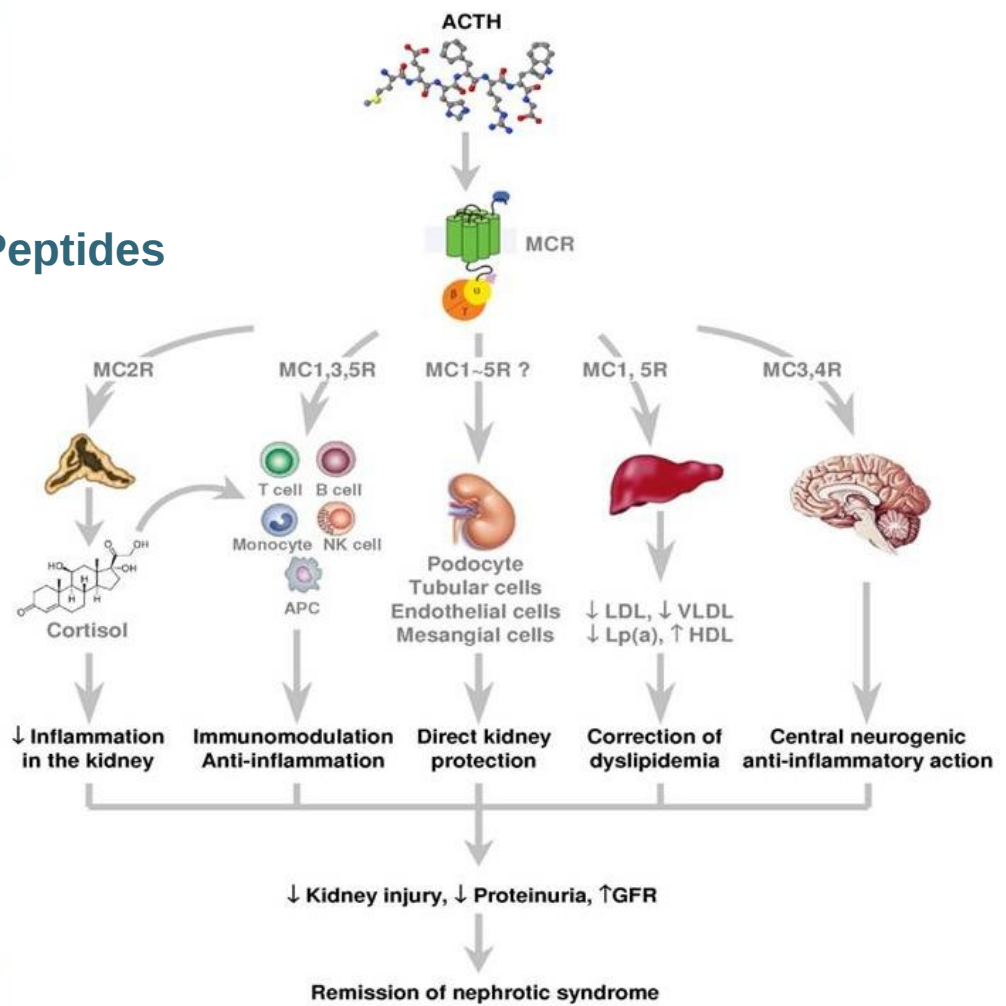 ACTH
Peptides
MCR
β α
γ
MC2R MC1,3,5R MC1~5R ? MC1, 5R MC3,4R
T cell B cell
Monocyte NK cell
APC
O OH
HO OH
H
H H
O
Cortisol
Podocyte
Tubular cells
Endothelial cells
Mesangial cells
↓ LDL, ↓ VLDL
↓ Lp(a), ↑ HDL
↓ Inflammation
in the kidney
Immunomodulation
Anti-inflammation
Direct kidney
protection
Correction of
dyslipidemia
Central neurogenic
anti-inflammatory action
↓ Kidney injury, ↓ Proteinuria, ↑GFR
Remission of nephrotic syndrome